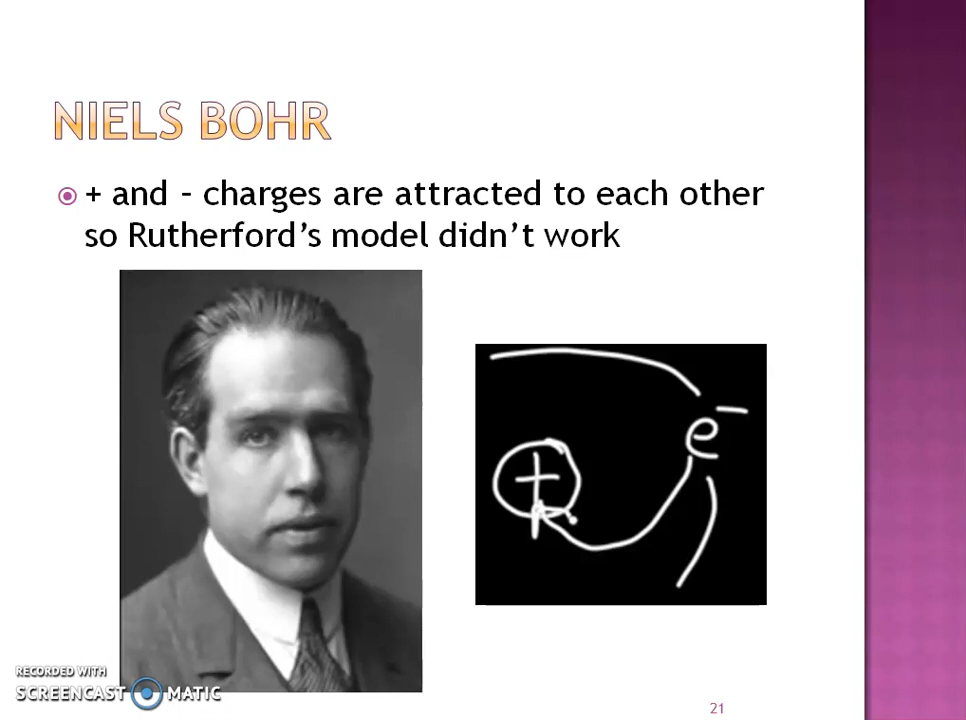 NIELS BOHR
+ and - charges are attracted to each other
so Rutherford's model didn't work
+
e-
RECORDED WITH
SCREENCAST MATIC
21